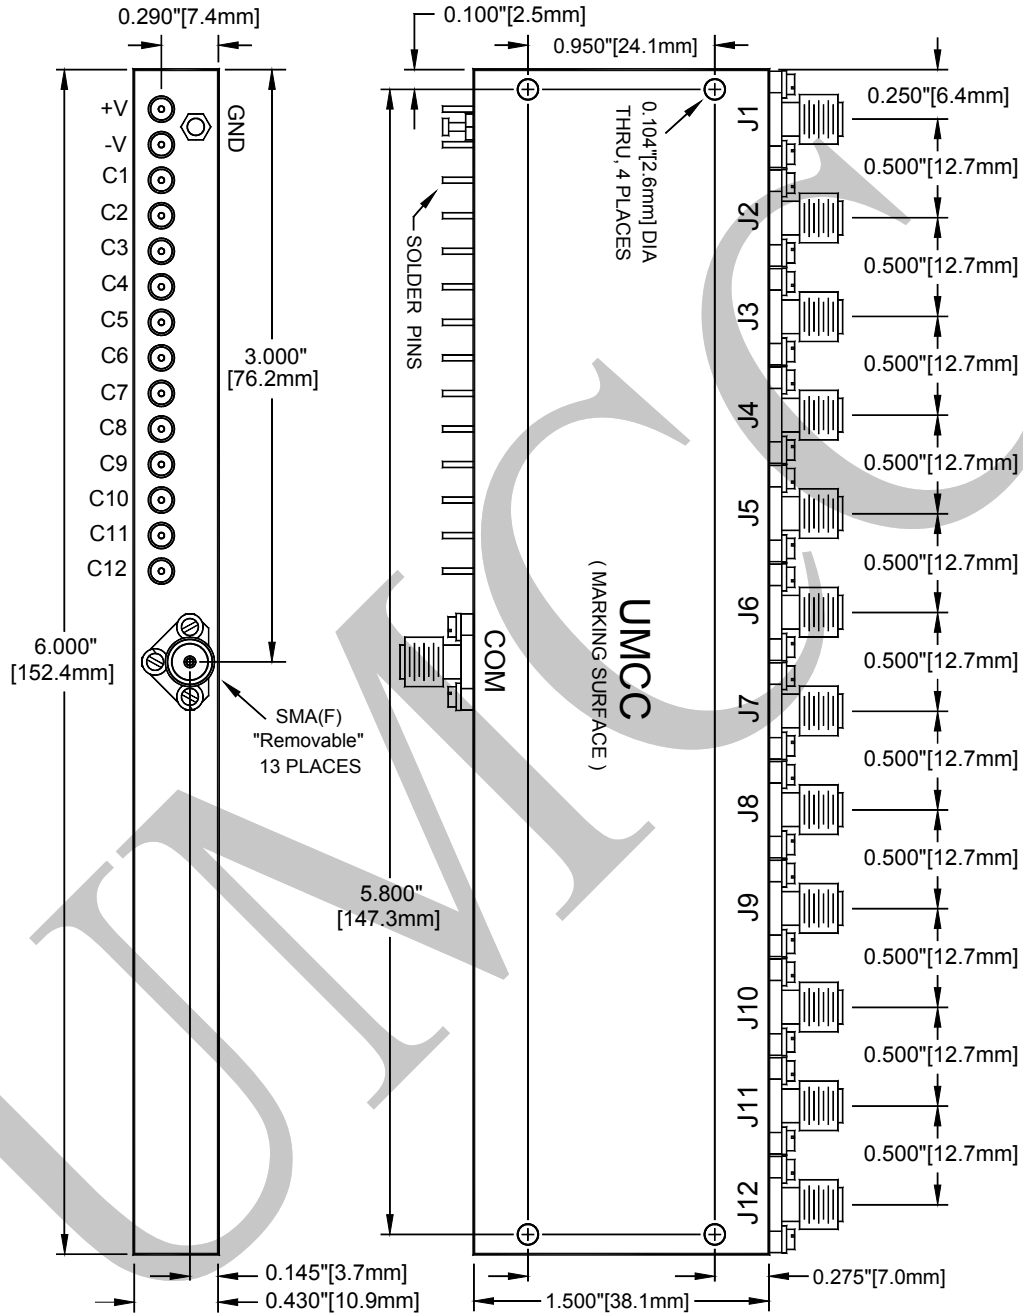 0.290"[7.4mm]
0.100"[2.5mm]
0.950"[24.1mm]
+V
-V
C1
C2
C3
C4
C5
C6
C7
C8
C9
C10
C11
C12
GND
3.000"
[76.2mm]
6.000"
[152.4mm]
SMA(F)
"Removable"
13 PLACES
0.145"[3.7mm]
0.430"[10.9mm]
SOLDER PINS
5.800"
[147.3mm]
0.104"[2.6mm] DIA
THRU, 4 PLACES
COM
UMCC
( MARKING SURFACE )
J1
J2
J3
J4
J5
J6
J7
J8
J9
J10
J11
J12
0.250"[6.4mm]
0.500"[12.7mm]
0.500"[12.7mm]
0.500"[12.7mm]
0.500"[12.7mm]
0.500"[12.7mm]
0.500"[12.7mm]
0.500"[12.7mm]
0.500"[12.7mm]
0.500"[12.7mm]
0.500"[12.7mm]
0.500"[12.7mm]
0.275"[7.0mm]
1.500"[38.1mm]
UMCC